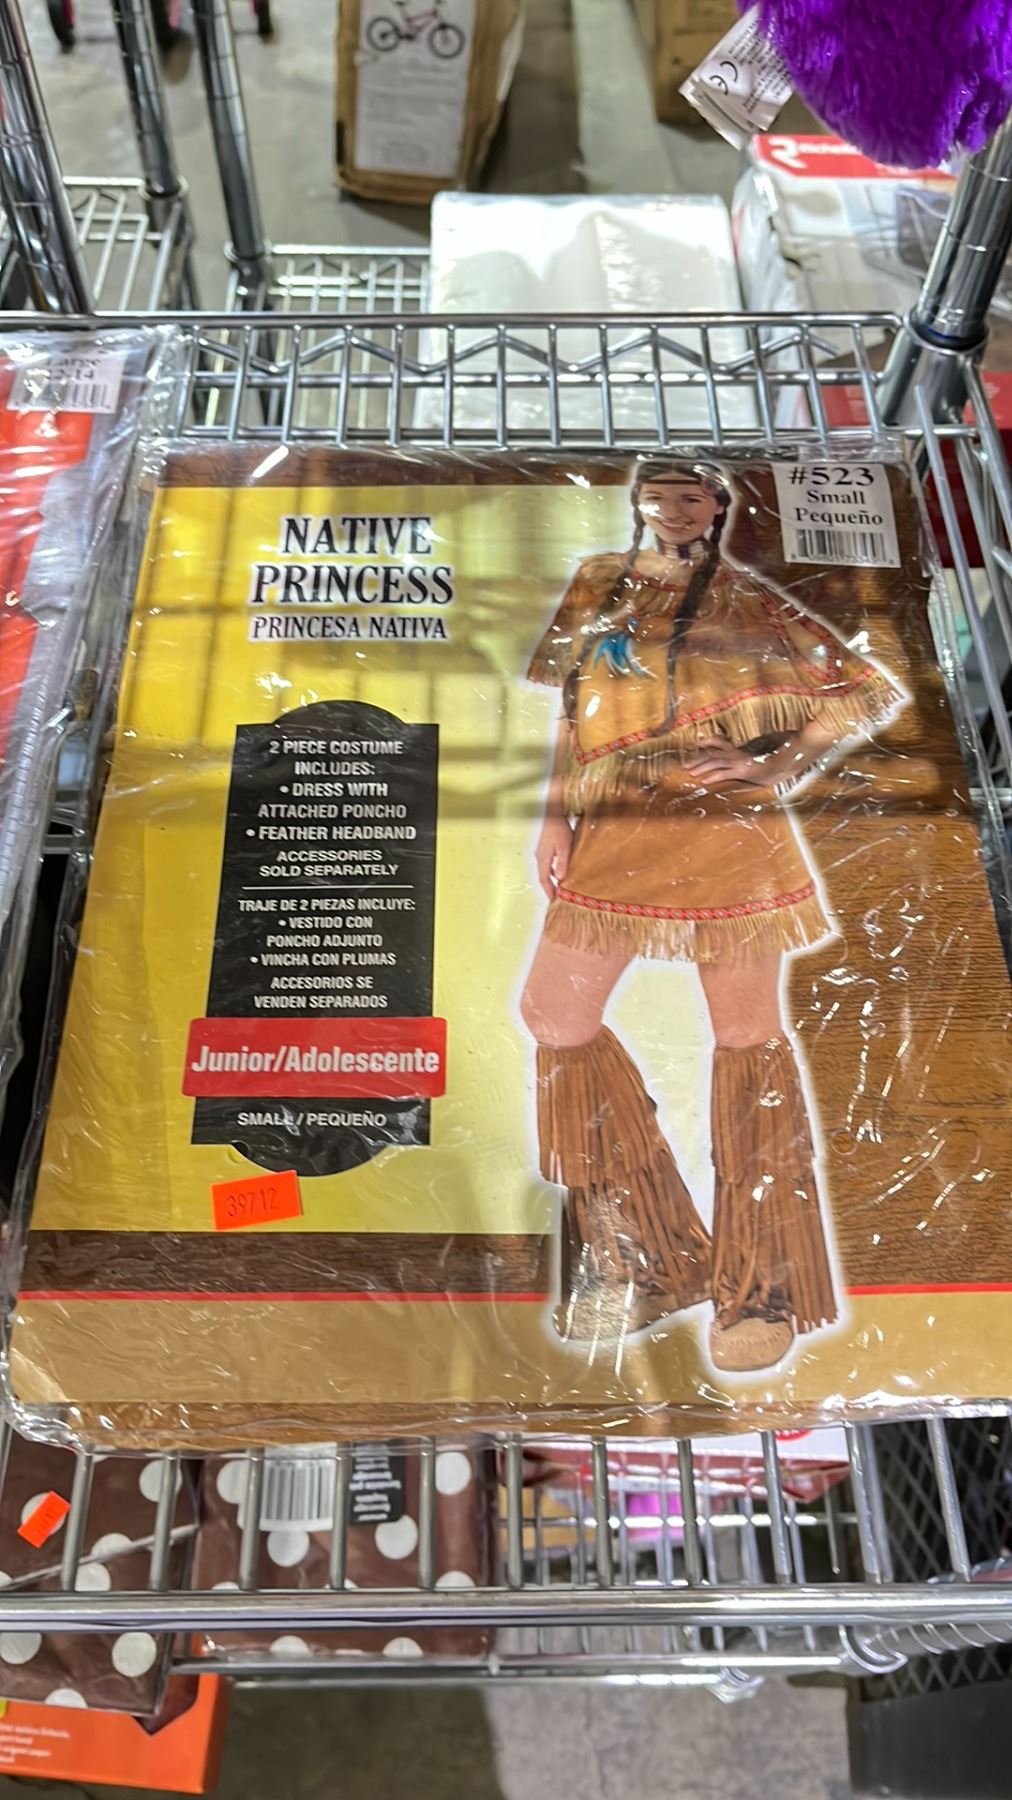 Large
NATIVE
PRINCESS
PRINCESA NATIVA
#523
Small
Pequeño
2 PIECE COSTUME
INCLUDES:
• DRESS WITH
ATTACHED PONCHO
• FEATHER HEADBAND
ACCESSORIES
SOLD SEPARATELY
TRAJE DE 2 PIEZAS INCLUYE:
• VESTIDO CON
PONCHO ADJUNTO
• VINCHA CON PLUMAS
ACCESORIOS SE
VENDEN SEPARADOS
Junior/Adolescente
SMALL / PEQUEÑO
39712